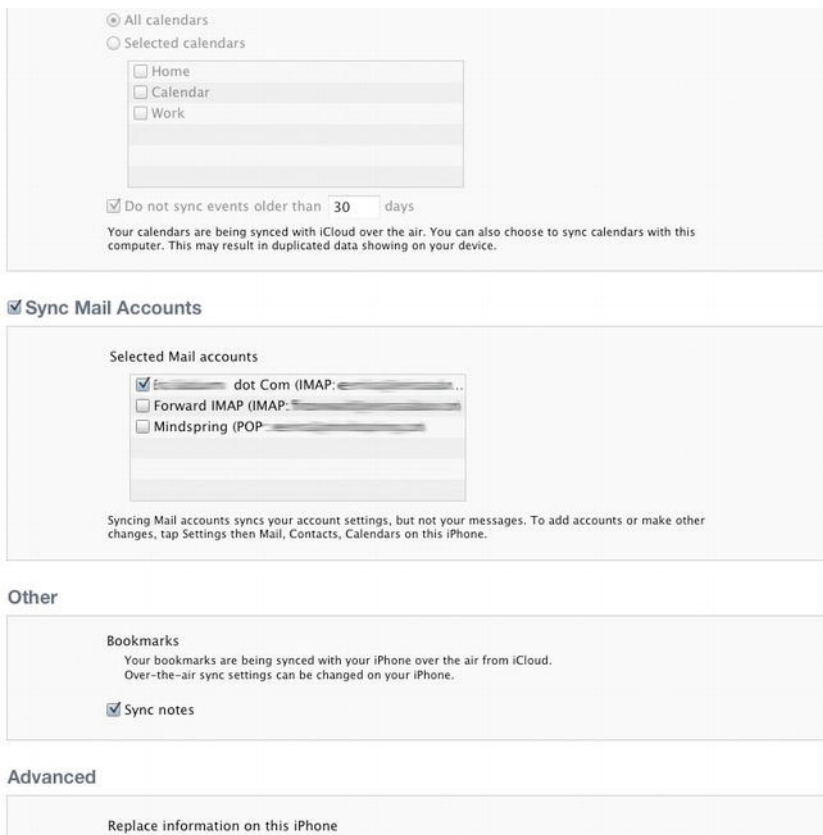 All calendars
Selected calendars
Home
Calendar
Work
Do not sync events older than 30 days
Your calendars are being synced with iCloud over the air. You can also choose to sync calendars with this
computer. This may result in duplicated data showing on your device.
Sync Mail Accounts
Selected Mail accounts
dot Com (IMAP: ...
Forward IMAP (IMAP:
Mindspring (POP
Syncing Mail accounts syncs your account settings, but not your messages. To add accounts or make other
changes, tap Settings then Mail, Contacts, Calendars on this iPhone.
Other
Bookmarks
Your bookmarks are being synced with your iPhone over the air from iCloud.
Over-the-air sync settings can be changed on your iPhone.
Sync notes
Advanced
Replace information on this iPhone